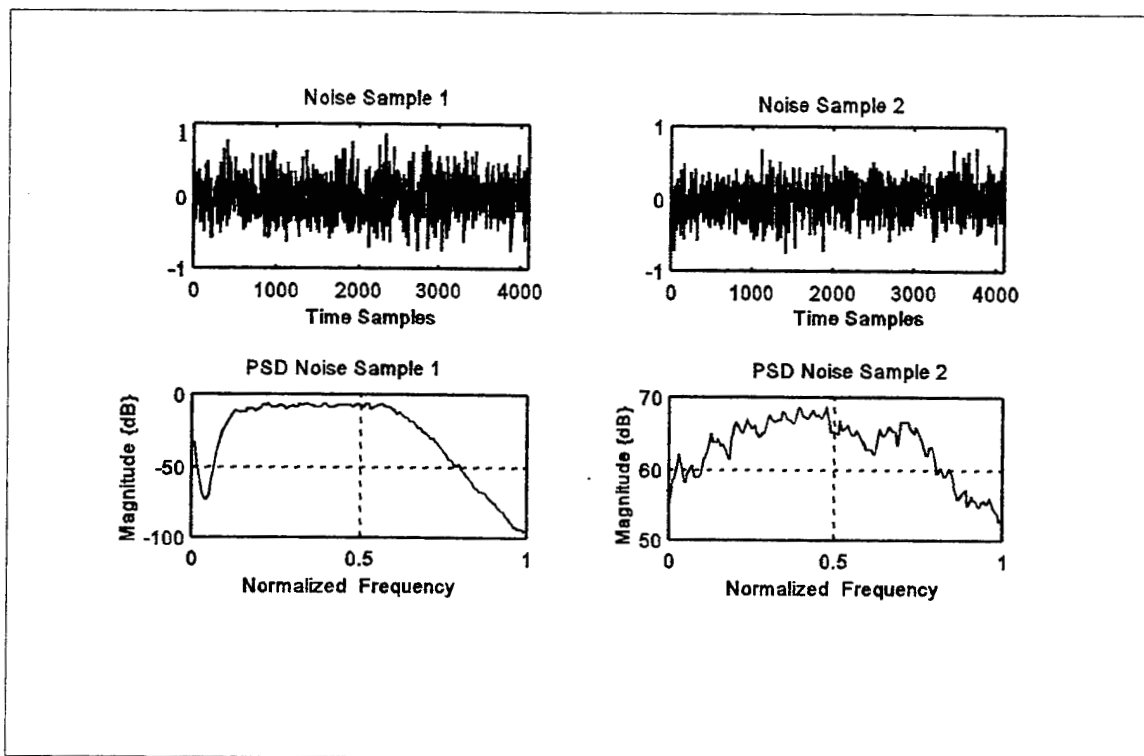 Noise Sample 1
1
0
-1
0 1000 2000 3000 4000
Time Samples
Noise Sample 2
1
0
-1
0 1000 2000 3000 4000
Time Samples
PSD Noise Sample 1
Magnitude {dB}
0
-50
-100
0 0.5 1
Normalized Frequency
PSD Noise Sample 2
Magnitude {dB}
70
60
50
0 0.5 1
Normalized Frequency